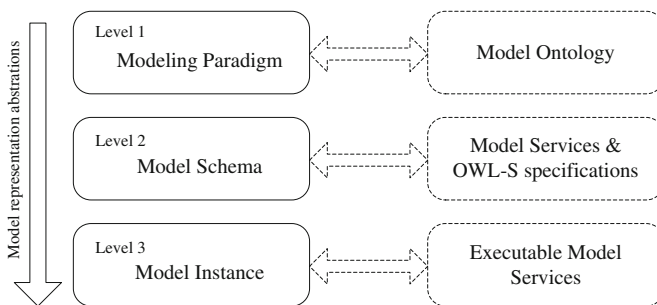 Model representation abstrations
Level 1
Modeling Paradigm
Model Ontology
Level 2
Model Schema
Model Services &
OWL-S specifications
Level 3
Model Instance
Executable Model
Services